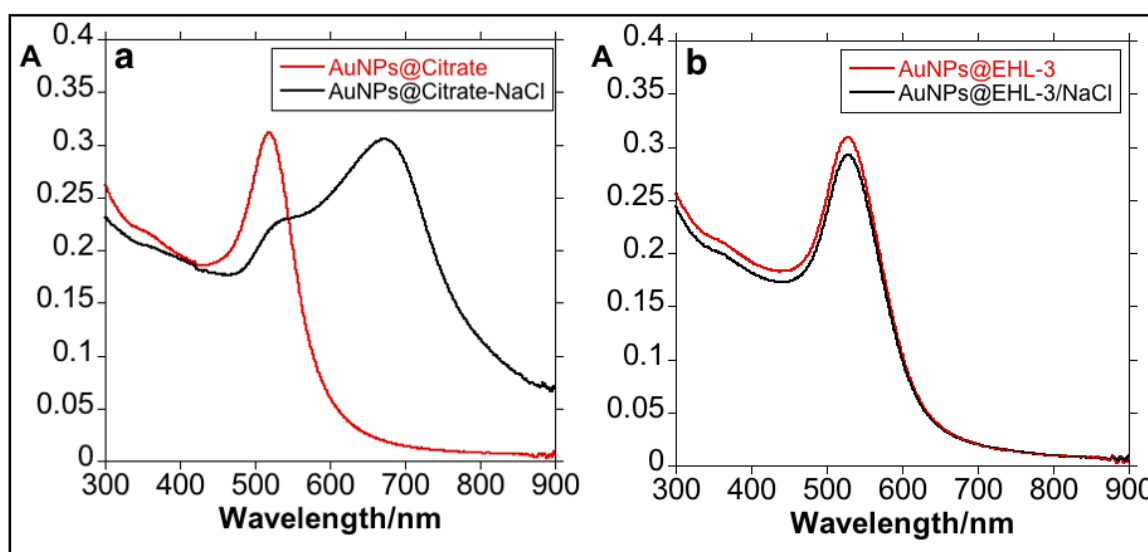 A
a
AuNPs@Citrate
AuNPs@Citrate-NaCl
0.4
0.3
0.25
0.2
0.15
0.1
0.05
0
300 400 500 600 700 800 900
Wavelength/nm
A
b
AuNPs@EHL-3
AuNPs@EHL-3/NaCl
0.4
0.35
0.3
0.25
0.2
0.15
0.1
0.05
0
300 400 500 600 700 800 900
Wavelength/nm